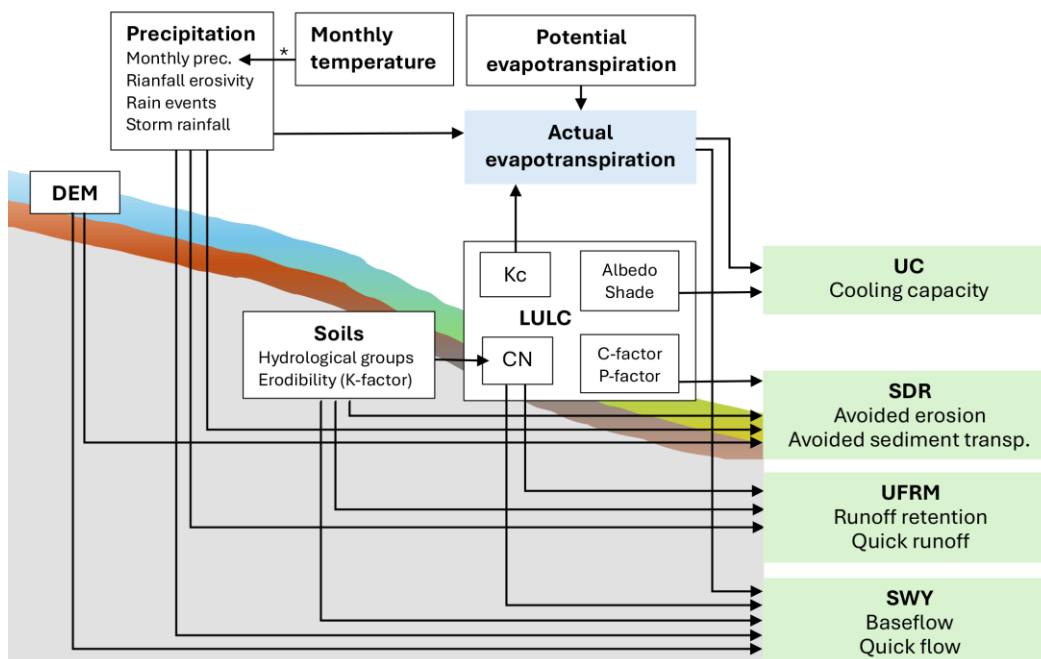 Precipitation
Monthly prec.
Rianfall erosivity
Rain events
Storm rainfall
*
Monthly
temperature
Potential
evapotranspiration
Actual
evapotranspiration
DEM
Kc
Albedo
Shade
LULC
CN
C-factor
P-factor
Soils
Hydrological groups
Erodibility (K-factor)
UC
Cooling capacity
SDR
Avoided erosion
Avoided sediment transp.
UFRM
Runoff retention
Quick runoff
SWY
Baseflow
Quick flow